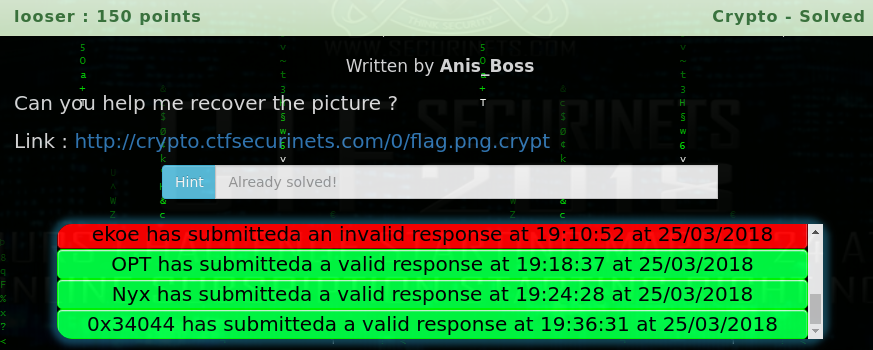 looser : 150 points
Crypto - Solved
WWW.SECURINETS.COM
Written by Anis_Boss
Can you help me recover the picture ?
Link : http://crypto.ctfsecurinets.com/0/flag.png.crypt
Hint
Already solved!
ekoe has submitteda an invalid response at 19:10:52 at 25/03/2018
OPT has submitteda a valid response at 19:18:37 at 25/03/2018
Nyx has submitteda a valid response at 19:24:28 at 25/03/2018
0x34044 has submitteda a valid response at 19:36:31 at 25/03/2018